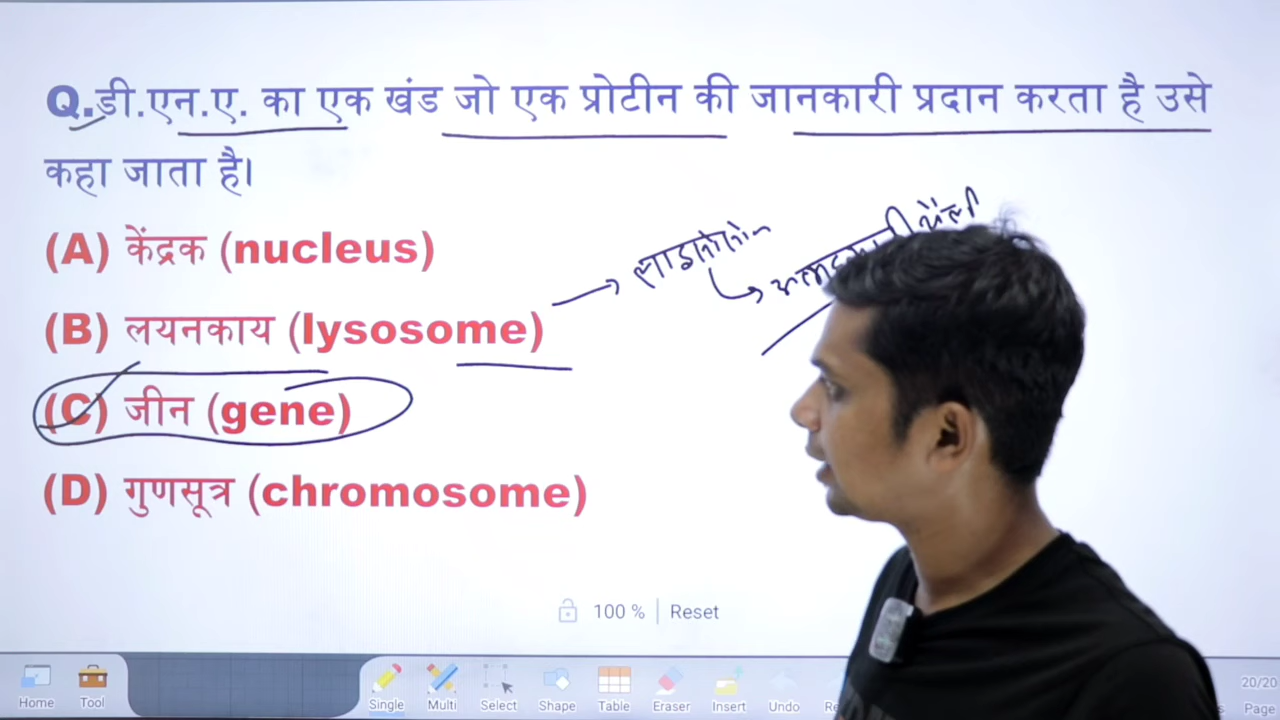 Q.डी.एन.ए. का एक खंड जो एक प्रोटीन की जानकारी प्रदान करता है उसे
कहा जाता है।
(A) केंद्रक (nucleus)
(B) लयनकाय (lysosome)
(C) जीन (gene)
(D) गुणसूत्र (chromosome)
100 % | Reset
Home Tool Single Multi Select Shape Table Eraser Insert Undo
20/20
Page